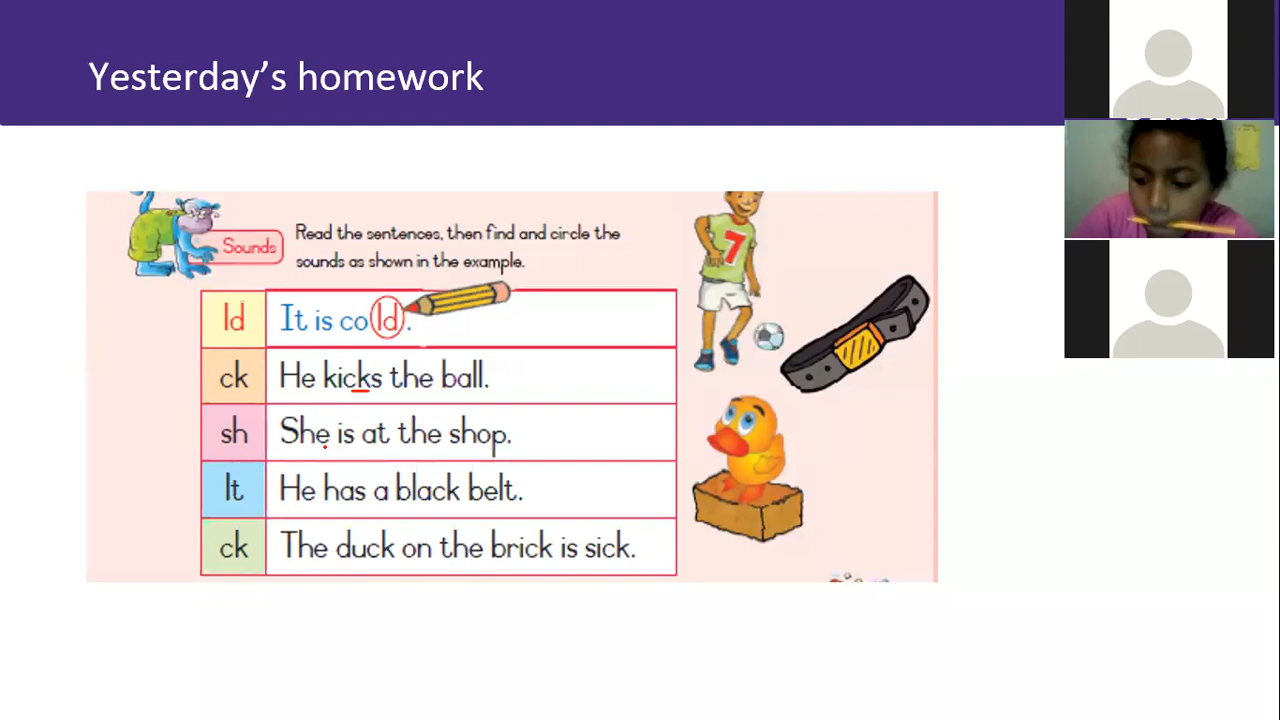 Yesterday's homework
Sounds
Read the sentences, then find and circle the
sounds as shown in the example.
7
ld It is cold.
ck He kicks the ball.
sh She is at the shop.
lt He has a black belt.
ck The duck on the brick is sick.